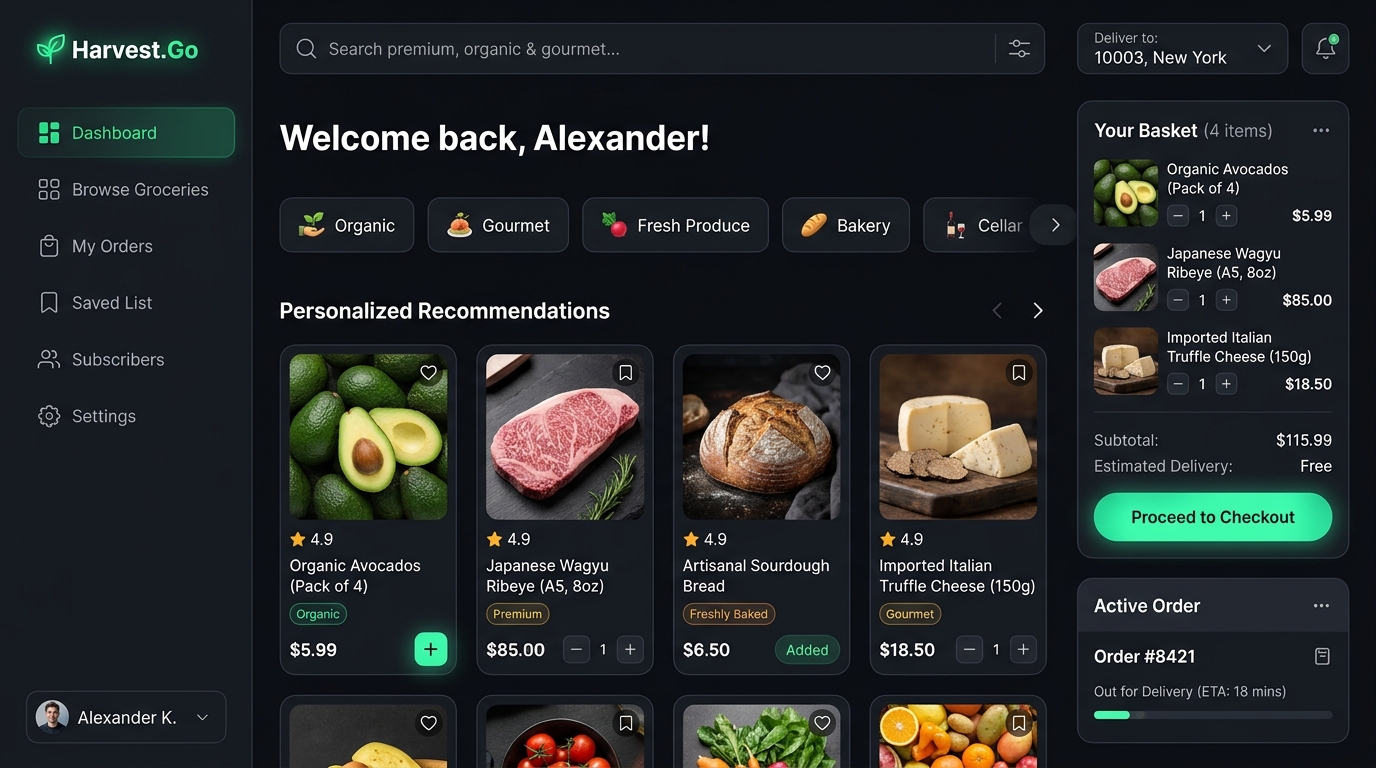 Harvest.Go
Dashboard
Browse Groceries
My Orders
Saved List
Subscribers
Settings
Alexander K.
Search premium, organic & gourmet...
Welcome back, Alexander!
Organic
Gourmet
Fresh Produce
Bakery
Cellar
Personalized Recommendations
4.9
Organic Avocados
(Pack of 4)
Organic
$5.99
+
4.9
Japanese Wagyu
Ribeye (A5, 8oz)
Premium
$85.00 − 1 +
4.9
Artisanal Sourdough
Bread
Freshly Baked
$6.50
Added
4.9
Imported Italian
Truffle Cheese (150g)
Gourmet
$18.50 − 1 +
Deliver to:
10003, New York
Your Basket (4 items)
Organic Avocados
(Pack of 4)
− 1 + $5.99
Japanese Wagyu
Ribeye (A5, 8oz)
− 1 + $85.00
Imported Italian
Truffle Cheese (150g)
− 1 + $18.50
Subtotal: $115.99
Estimated Delivery: Free
Proceed to Checkout
Active Order
Order #8421
Out for Delivery (ETA: 18 mins)